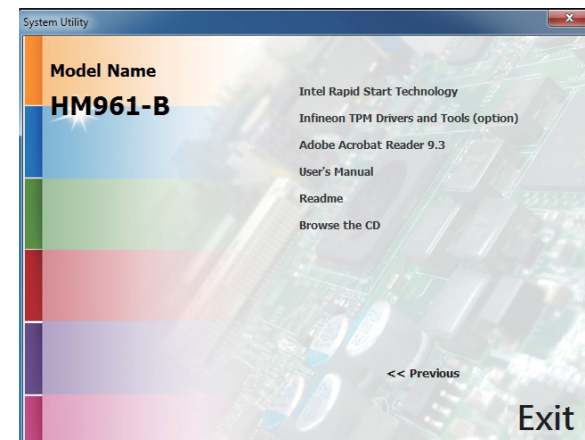 System Utility
Model Name
HM961-B
Intel Rapid Start Technology
Infineon TPM Drivers and Tools (option)
Adobe Acrobat Reader 9.3
User's Manual
Readme
Browse the CD
<< Previous
Exit